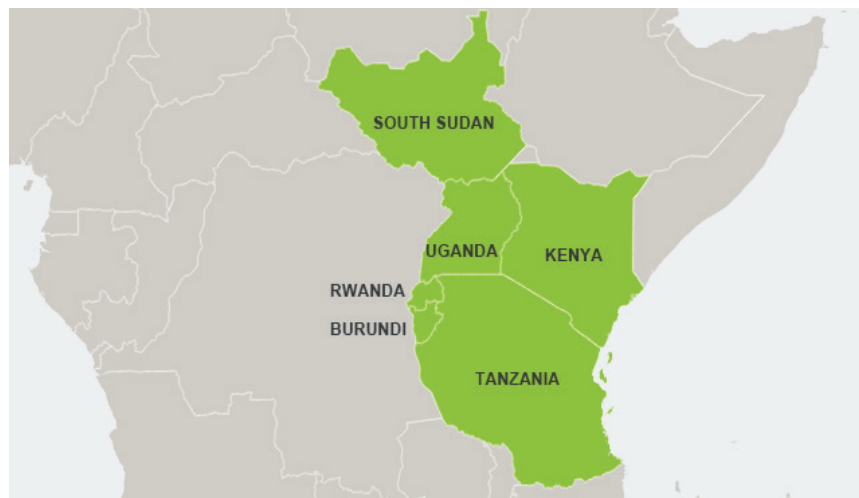 SOUTH SUDAN
UGANDA
KENYA
RWANDA
BURUNDI
TANZANIA